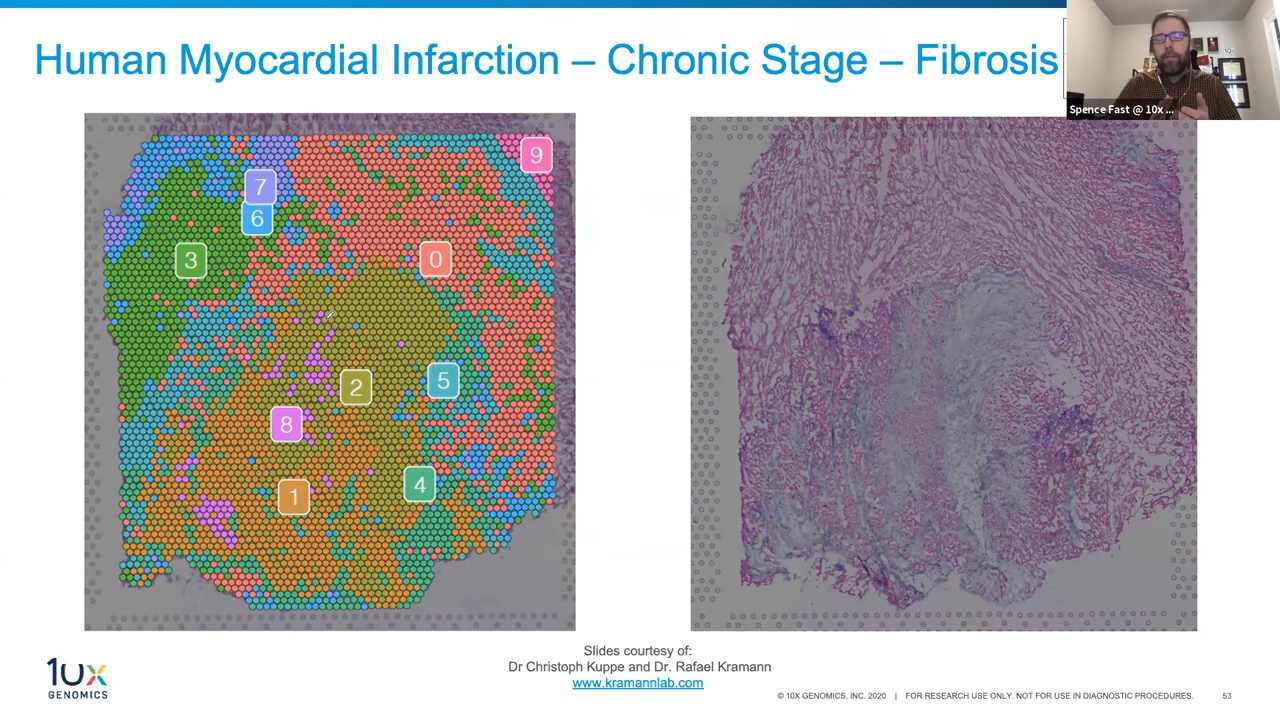 Human Myocardial Infarction – Chronic Stage – Fibrosis
Spence Fast @ 10x ...
9
7
6
3
0
5
2
8
4
1
Slides courtesy of:
Dr Christoph Kuppe and Dr. Rafael Kramann
www.kramannlab.com
10X
GENOMICS
© 10X GENOMICS, INC. 2020 | FOR RESEARCH USE ONLY. NOT FOR USE IN DIAGNOSTIC PROCEDURES. 53